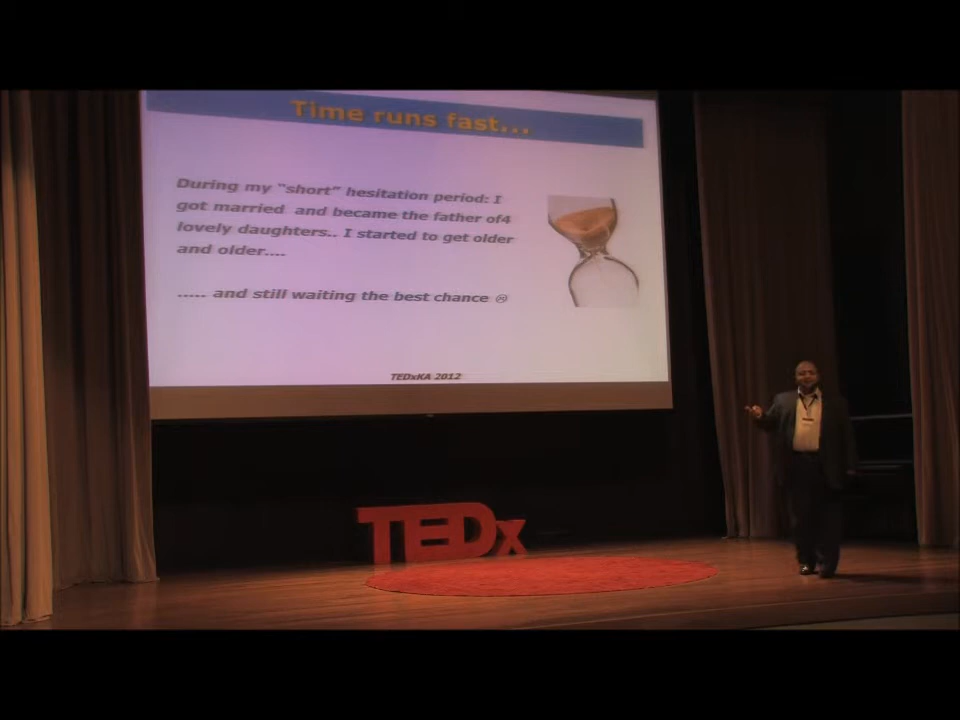 Time runs fast...
During my “short” hesitation period: I
got married and became the father of4
lovely daughters.. I started to get older
and older....
..... and still waiting the best chance ☹
TEDxKA 2012
TEDx